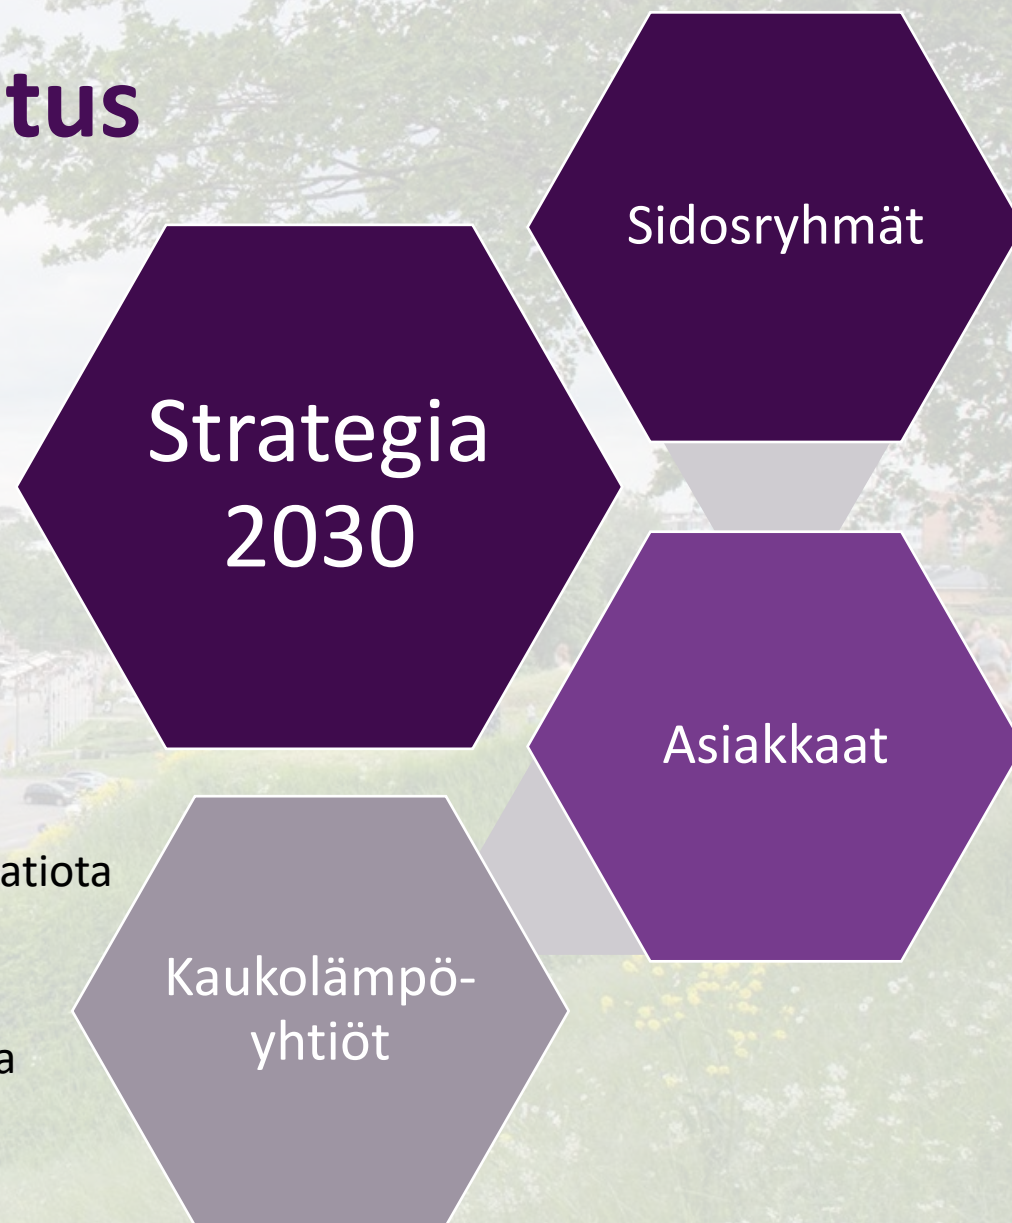 tus
Sidosryhmät
Strategia
2030
Asiakkaat
atiota
Kaukolämpö-
yhtiöt
a